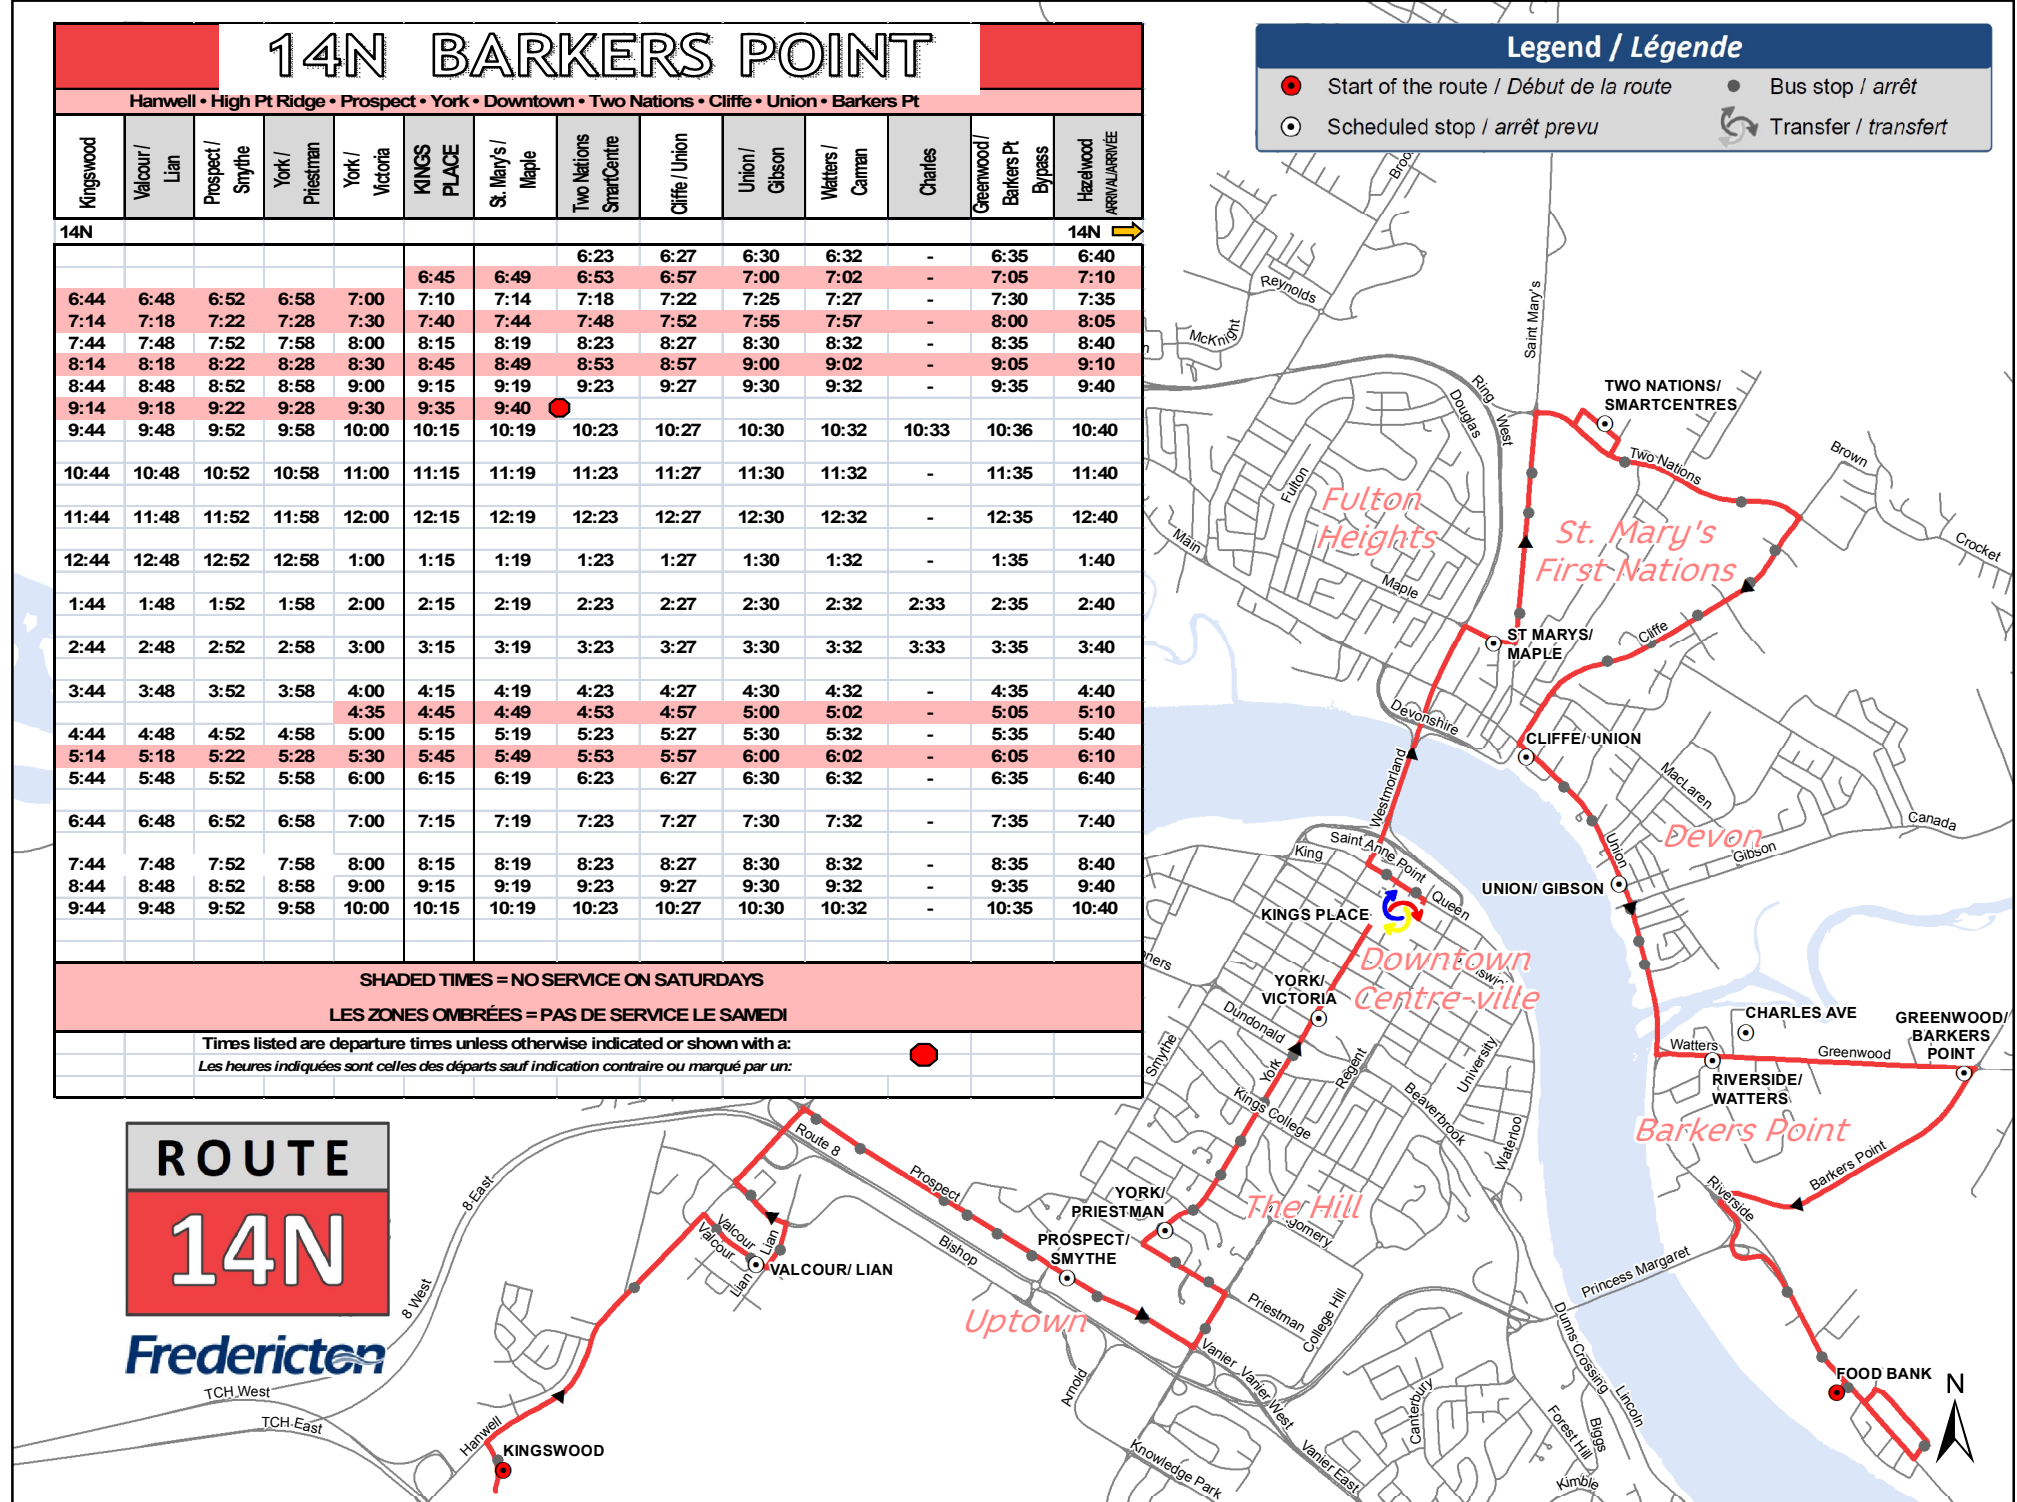 14N BARKERS POINT
Hanwell • High Pt Ridge • Prospect • York • Downtown • Two Nations • Cliffe • Union • Barkers Pt
Kingswood
Valcour / Lian
Prospect / Smythe
York / Priestman
York / Victoria
KINGS PLACE
St. Mary's / Maple
Two Nations SmartCentre
Cliffe / Union
Union / Gibson
Watters / Carman
Charles
Greenwood/ Barkers Pt Bypass
Hazelwood ARRIVAL/ARRIVÉE
14N 14N
6:23 6:27 6:30 6:32 - 6:35 6:40
6:45 6:49 6:53 6:57 7:00 7:02 - 7:05 7:10
6:44 6:48 6:52 6:58 7:00 7:10 7:14 7:18 7:22 7:25 7:27 - 7:30 7:35
7:14 7:18 7:22 7:28 7:30 7:40 7:44 7:48 7:52 7:55 7:57 - 8:00 8:05
7:44 7:48 7:52 7:58 8:00 8:15 8:19 8:23 8:27 8:30 8:32 - 8:35 8:40
8:14 8:18 8:22 8:28 8:30 8:45 8:49 8:53 8:57 9:00 9:02 - 9:05 9:10
8:44 8:48 8:52 8:58 9:00 9:15 9:19 9:23 9:27 9:30 9:32 - 9:35 9:40
9:14 9:18 9:22 9:28 9:30 9:35 9:40
9:44 9:48 9:52 9:58 10:00 10:15 10:19 10:23 10:27 10:30 10:32 10:33 10:36 10:40
10:44 10:48 10:52 10:58 11:00 11:15 11:19 11:23 11:27 11:30 11:32 - 11:35 11:40
11:44 11:48 11:52 11:58 12:00 12:15 12:19 12:23 12:27 12:30 12:32 - 12:35 12:40
12:44 12:48 12:52 12:58 1:00 1:15 1:19 1:23 1:27 1:30 1:32 - 1:35 1:40
1:44 1:48 1:52 1:58 2:00 2:15 2:19 2:23 2:27 2:30 2:32 2:33 2:35 2:40
2:44 2:48 2:52 2:58 3:00 3:15 3:19 3:23 3:27 3:30 3:32 3:33 3:35 3:40
3:44 3:48 3:52 3:58 4:00 4:15 4:19 4:23 4:27 4:30 4:32 - 4:35 4:40
4:35 4:45 4:49 4:53 4:57 5:00 5:02 - 5:05 5:10
4:44 4:48 4:52 4:58 5:00 5:15 5:19 5:23 5:27 5:30 5:32 - 5:35 5:40
5:14 5:18 5:22 5:28 5:30 5:45 5:49 5:53 5:57 6:00 6:02 - 6:05 6:10
5:44 5:48 5:52 5:58 6:00 6:15 6:19 6:23 6:27 6:30 6:32 - 6:35 6:40
6:44 6:48 6:52 6:58 7:00 7:15 7:19 7:23 7:27 7:30 7:32 - 7:35 7:40
7:44 7:48 7:52 7:58 8:00 8:15 8:19 8:23 8:27 8:30 8:32 - 8:35 8:40
8:44 8:48 8:52 8:58 9:00 9:15 9:19 9:23 9:27 9:30 9:32 - 9:35 9:40
9:44 9:48 9:52 9:58 10:00 10:15 10:19 10:23 10:27 10:30 10:32 - 10:35 10:40
SHADED TIMES = NO SERVICE ON SATURDAYS
LES ZONES OMBRÉES = PAS DE SERVICE LE SAMEDI
Times listed are departure times unless otherwise indicated or shown with a:
Les heures indiquées sont celles des départs sauf indication contraire ou marqué par un:
ROUTE
14N
Fredericton
Legend / Légende
Start of the route / Début de la route
Bus stop / arrêt
Scheduled stop / arrêt prevu
Transfer / transfert
Reynolds
McKnight
Saint Mary's
Ring
West
Douglas
TWO NATIONS/
SMARTCENTRES
Two Nations
Brown
Crocket
Fulton
Fulton
Heights
St. Mary's
First Nations
Main
Maple
ST MARYS/
MAPLE
Cliffe
Devonshire
CLIFFE/ UNION
Westmorland
MacLaren
Canada
Devon
Gibson
Union
UNION/ GIBSON
Saint Anne Point
King
Queen
KINGS PLACE
Downtown
Centre-ville
YORK/
VICTORIA
Dundonald
Smythe
York
Regent
University
Kings College
Beaverbrook
Waterloo
CHARLES AVE
GREENWOOD/
BARKERS
POINT
Watters
Greenwood
RIVERSIDE/
WATTERS
Barkers Point
Barkers Point
Riverside
Princess Margaret
FOOD BANK
N
YORK/
PRIESTMAN
The Hill
PROSPECT/
SMYTHE
Priestman
College Hill
Uptown
Prospect
Route 8
Bishop
Valcour
Valcour
Lian
Lian
VALCOUR/ LIAN
8-East
8 West
TCH West
TCH East
Hanwell
KINGSWOOD
Arnold
Vanier
Vanier West
Vanier East
Knowledge Park
Canterbury
Dunns Crossing
Lincoln
Forest Hill
Biggs
Kimble